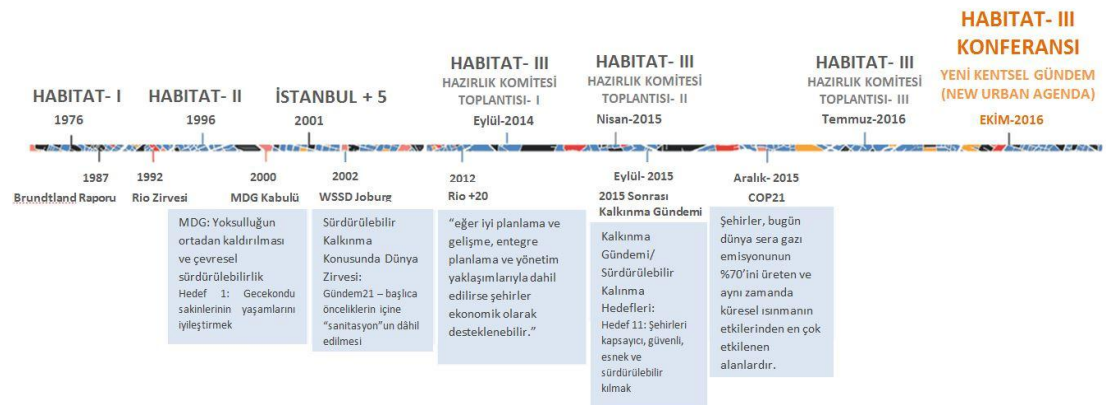 HABITAT- I
1976
HABITAT- II
1996
İSTANBUL + 5
2001
HABITAT- III
HAZIRLIK KOMİTESİ
TOPLANTISI- I
Eylül-2014
HABITAT- III
HAZIRLIK KOMİTESİ
TOPLANTISI- II
Nisan-2015
HABITAT- III
HAZIRLIK KOMİTESİ
TOPLANTISI- III
Temmuz-2016
HABITAT- III
KONFERANSI
YENİ KENTSEL GÜNDEM
(NEW URBAN AGENDA)
EKİM-2016
1987
Brundtland Raporu
1992
Rio Zirvesi
2000
MDG Kabulü
MDG: Yoksulluğun
ortadan kaldırılması
ve çevresel
sürdürülebilirlik
Hedef 1: Gecekondu
sakinlerinin yaşamlarını
iyileştirmek
2002
WSSD Joburg
Sürdürülebilir
Kalkınma
Konusunda Dünya
Zirvesi:
Gündem21 – başlıca
önceliklerin içine
“sanitasyon”un dâhil
edilmesi
2012
Rio +20
“eğer iyi planlama ve
gelişme, entegre
planlama ve yönetim
yaklaşımlarıyla dahil
edilirse şehirler
ekonomik olarak
desteklenebilir.”
Eylül- 2015
2015 Sonrası
Kalkınma Gündemi
Kalkınma
Gündemi/
Sürdürülebilir
Kalınma
Hedefleri:
Hedef 11: Şehirleri
kapsayıcı, güvenli,
esnek ve
sürdürülebilir
kılmak
Aralık- 2015
COP21
Şehirler, bugün
dünya sera gazı
emisyonunun
%70’ini üreten ve
aynı zamanda
küresel ısınmanın
etkilerinden en çok
etkilenen
alanlardır.